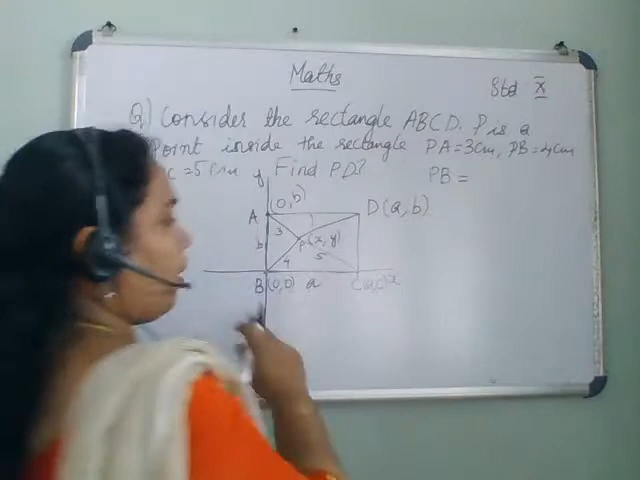 Maths
Std X
Q) Consider the rectangle ABCD. P is a
Point inside the rectangle PA=3cm, PB=4cm
C =5cm Find PD?
PB =
y
(0,b)
A
D(a,b)
3
b
P(x,y)
5
4
B(0,0) a C(a,0) x